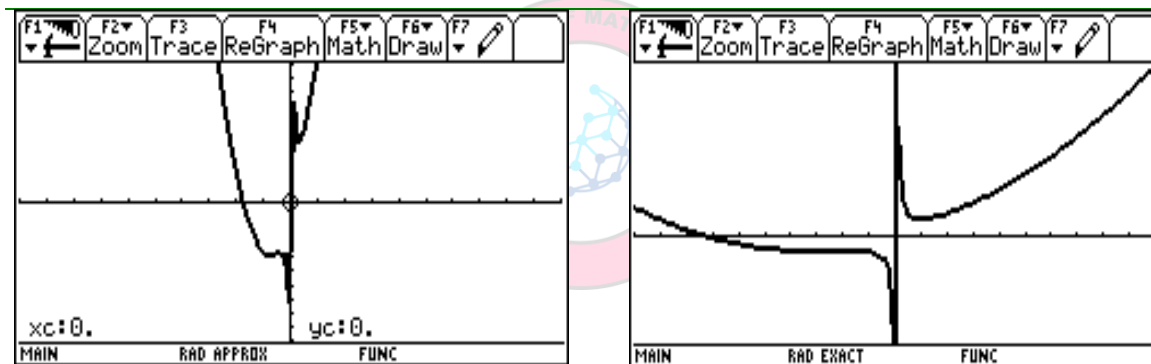 F1 F2 F3 F4 F5 F6 F7
Zoom Trace ReGraph Math Draw
xc:0. yc:0.
MAIN RAD APPROX FUNC
F1 F2 F3 F4 F5 F6 F7
Zoom Trace ReGraph Math Draw
MAIN RAD EXACT FUNC
MAT